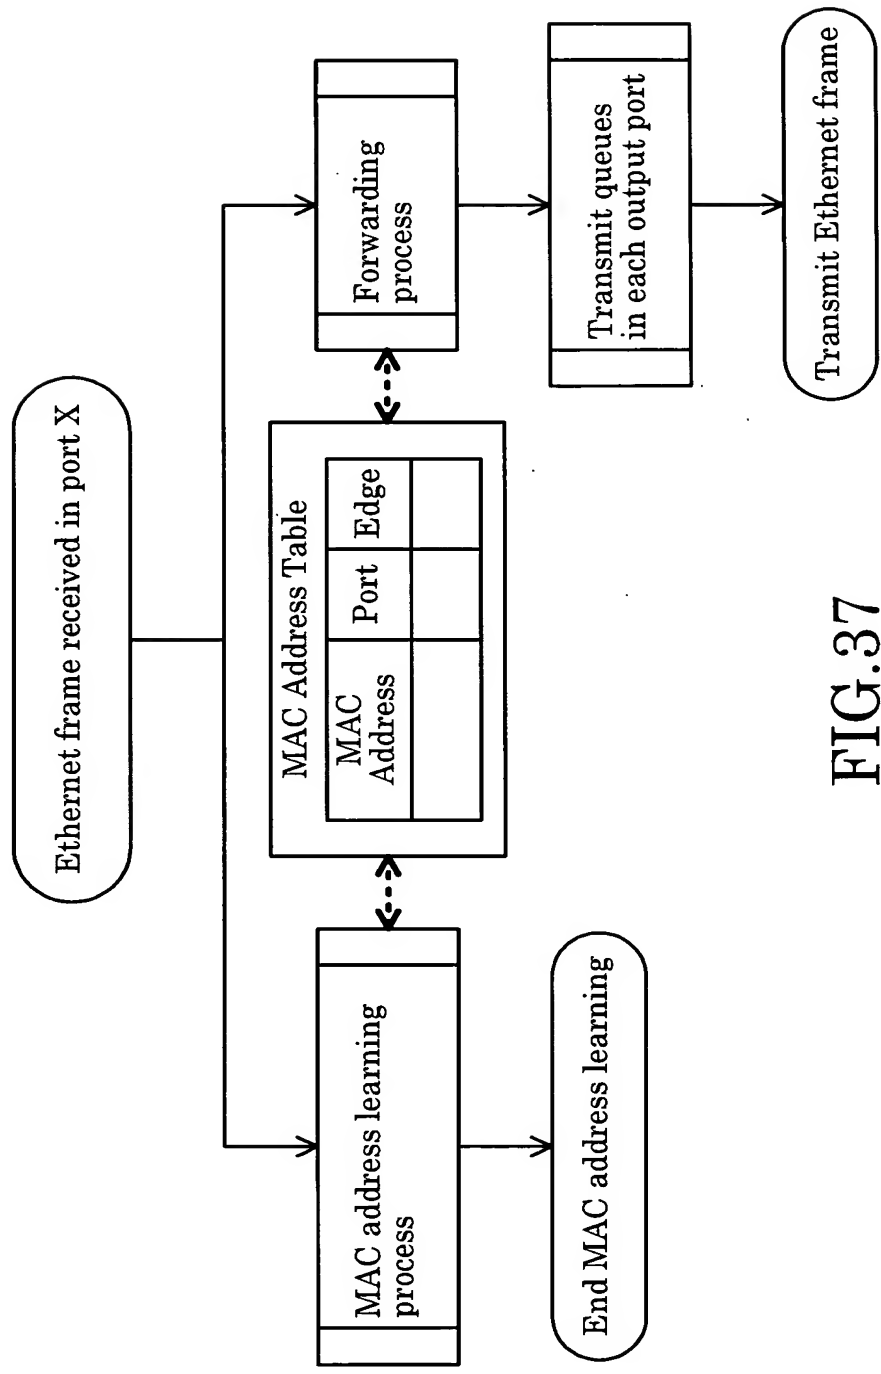 Ethernet frame received in port X
MAC address learning
process
End MAC address learning
MAC Address Table
MAC
Address
Port
Edge
Forwarding
process
Transmit queues
in each output port
Transmit Ethernet frame
FIG.37